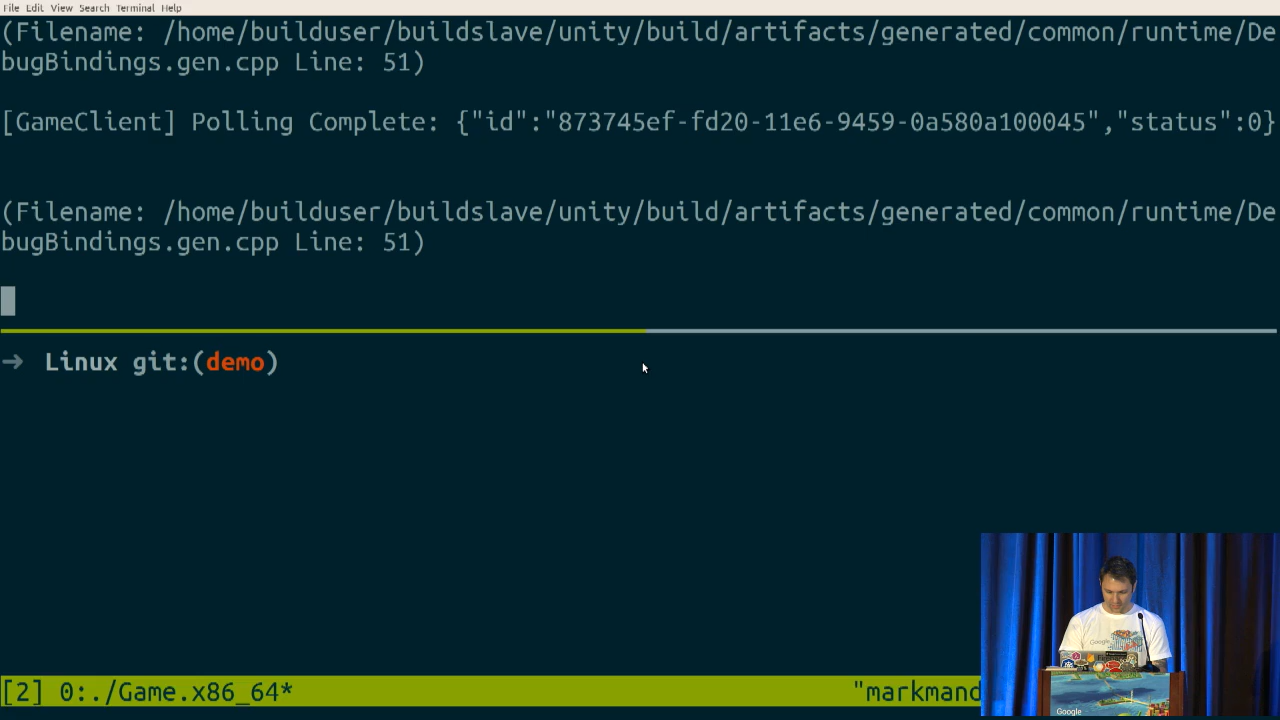 File Edit View Search Terminal Help
(Filename: /home/builduser/buildslave/unity/build/artifacts/generated/common/runtime/De
bugBindings.gen.cpp Line: 51)
[GameClient] Polling Complete: {"id":"873745ef-fd20-11e6-9459-0a580a100045","status":0}
(Filename: /home/builduser/buildslave/unity/build/artifacts/generated/common/runtime/De
bugBindings.gen.cpp Line: 51)
→ Linux git:(demo)
[2] 0:./Game.x86_64* "markmand
Google
Google